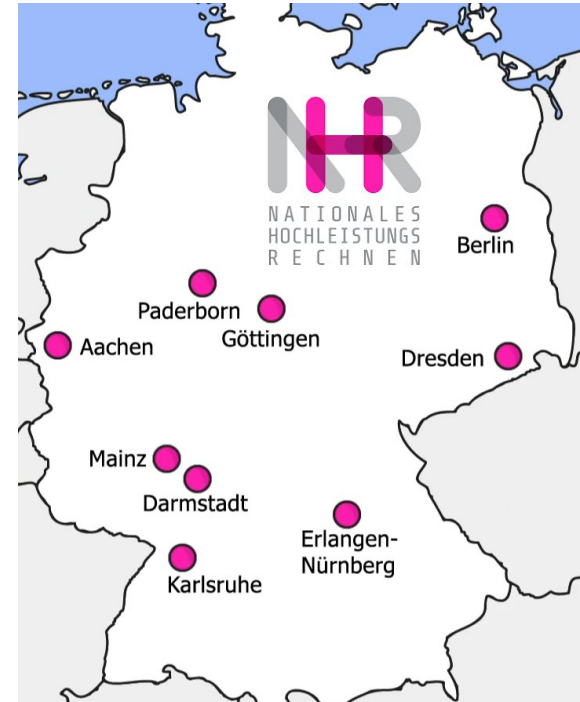 NHR
NATIONALES
HOCHLEISTUNGS
RECHNEN
Berlin
Paderborn
Göttingen
Aachen
Dresden
Mainz
Darmstadt
Erlangen-
Nürnberg
Karlsruhe